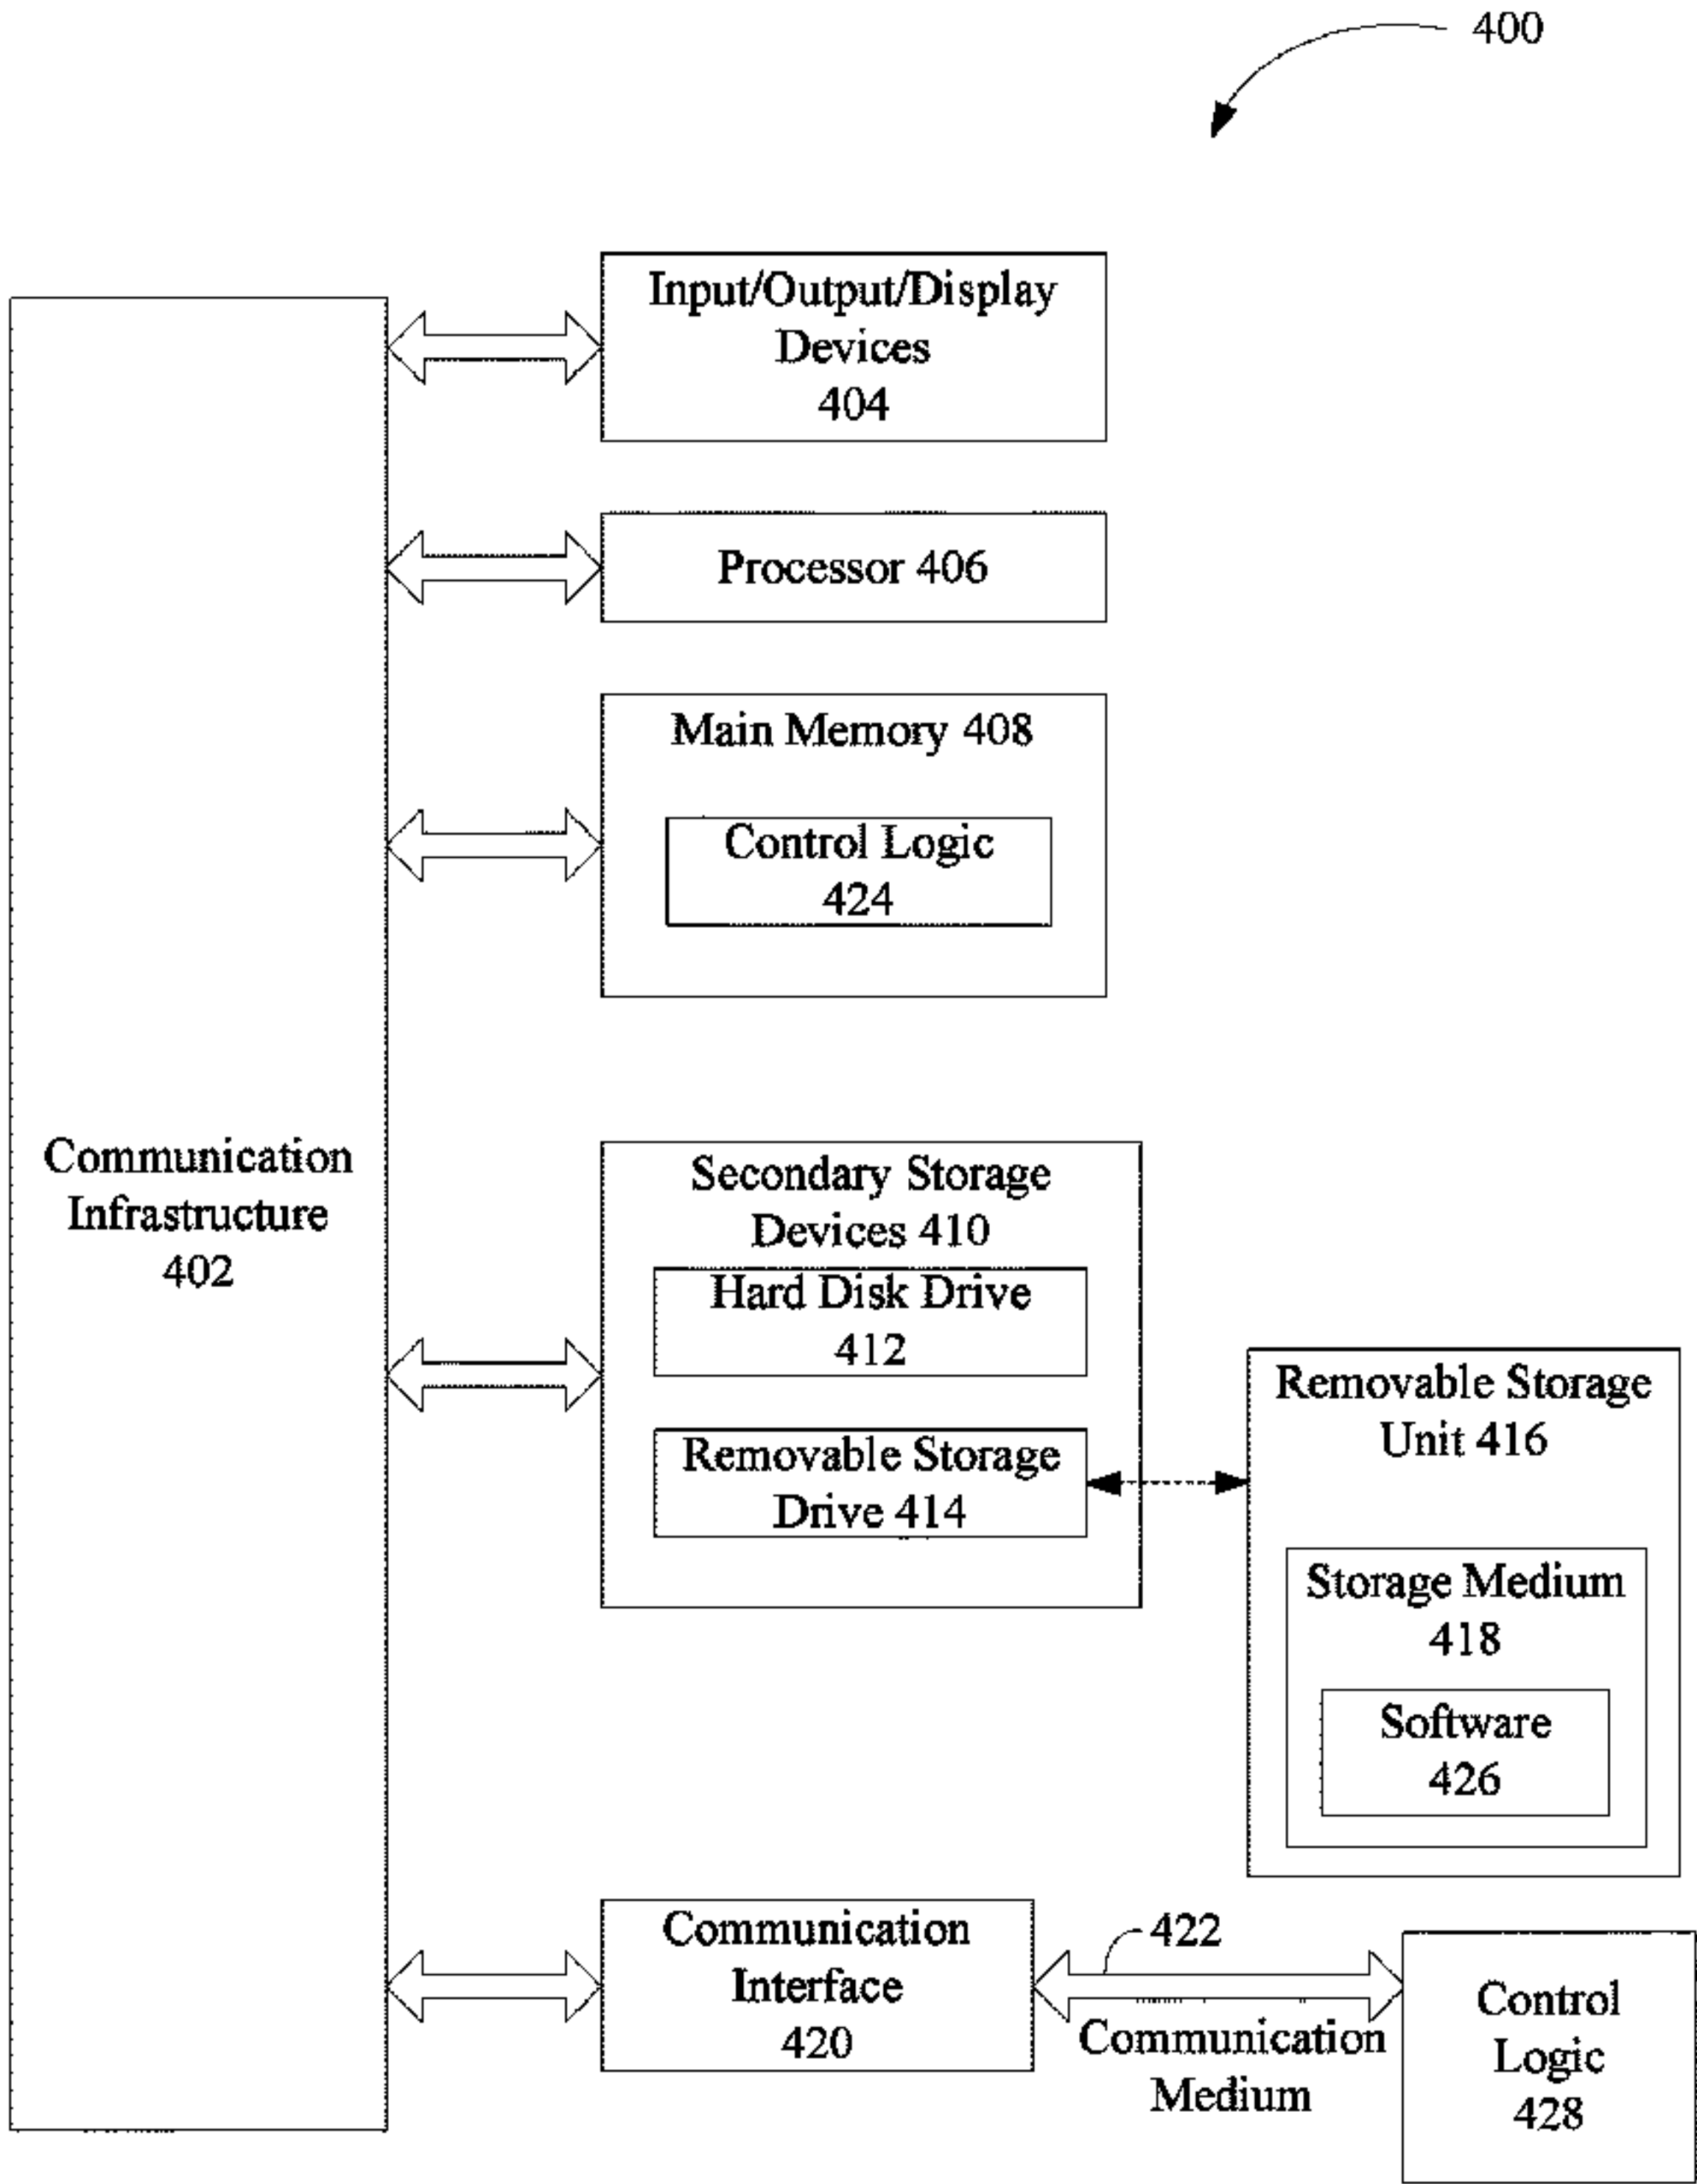 400
Input/Output/Display
Devices
404
Processor 406
Main Memory 408
Control Logic
424
Communication
Infrastructure
402
Secondary Storage
Devices 410
Hard Disk Drive
412
Removable Storage
Drive 414
Removable Storage
Unit 416
Storage Medium
418
Software
426
Communication
Interface
420
422
Communication
Medium
Control
Logic
428